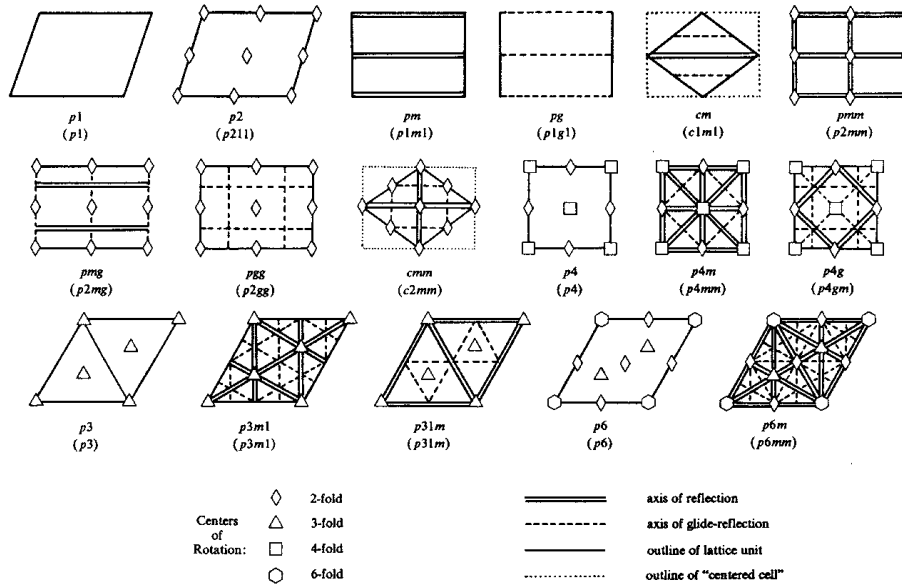 p1 p2 pm pg cm pmm
(p1) (p211) (p1m1) (p1g1) (c1m1) (p2mm)
pmg pgg cmm p4 p4m p4g
(p2mg) (p2gg) (c2mm) (p4) (p4mm) (p4gm)
p3 p3m1 p31m p6 p6m
(p3) (p3m1) (p31m) (p6) (p6mm)
Centers
of
Rotation:
2-fold
3-fold
4-fold
6-fold
axis of reflection
axis of glide-reflection
outline of lattice unit
outline of "centered cell"